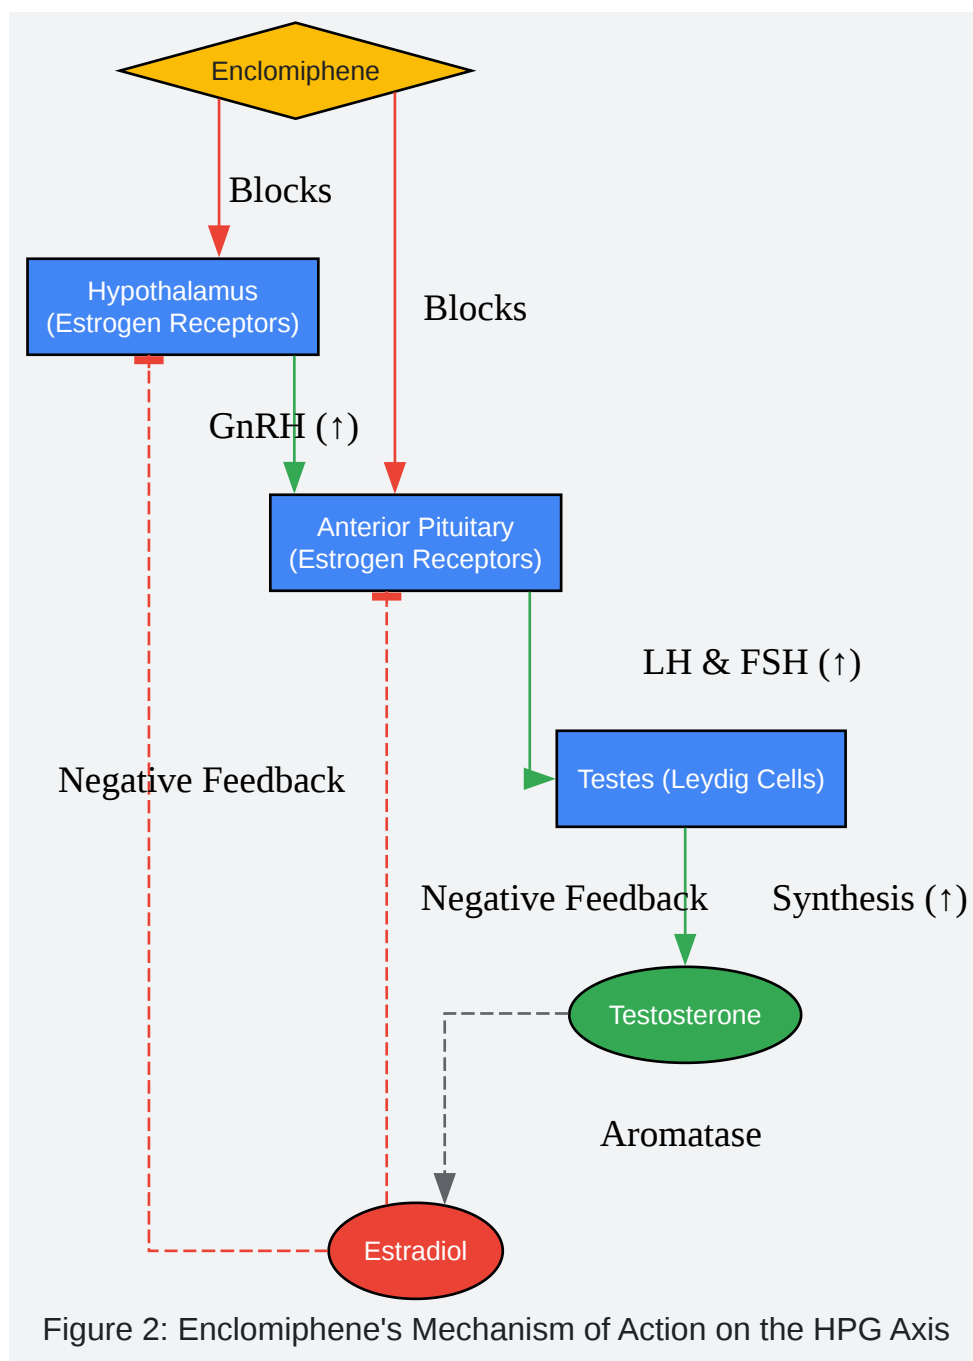 Enclomiphene
Blocks
Hypothalamus
(Estrogen Receptors)
Blocks
GnRH (↑)
Anterior Pituitary
(Estrogen Receptors)
LH & FSH (↑)
Negative Feedback
Testes (Leydig Cells)
Negative Feedback
Synthesis (↑)
Testosterone
Aromatase
Estradiol
Figure 2: Enclomiphene's Mechanism of Action on the HPG Axis